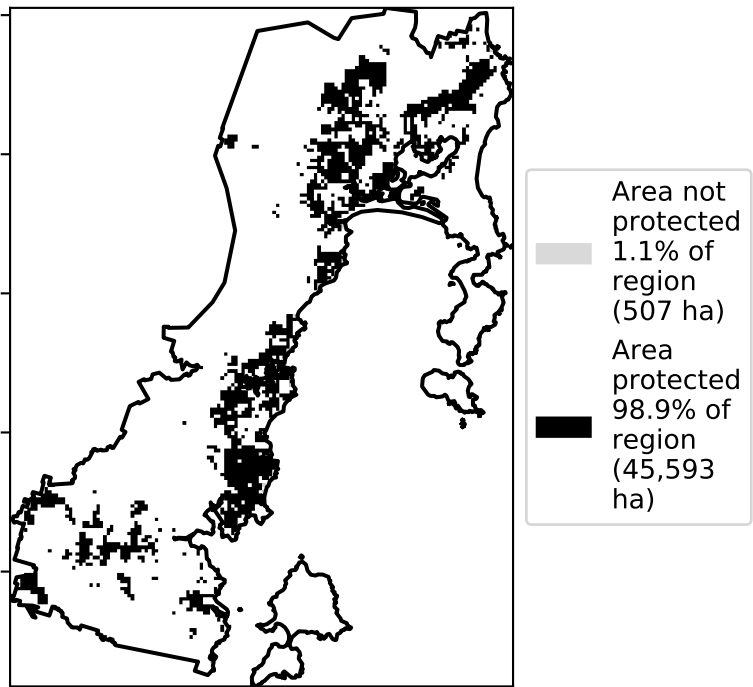 Area not
protected
1.1% of
region
(507 ha)
Area
protected
98.9% of
region
(45,593
ha)